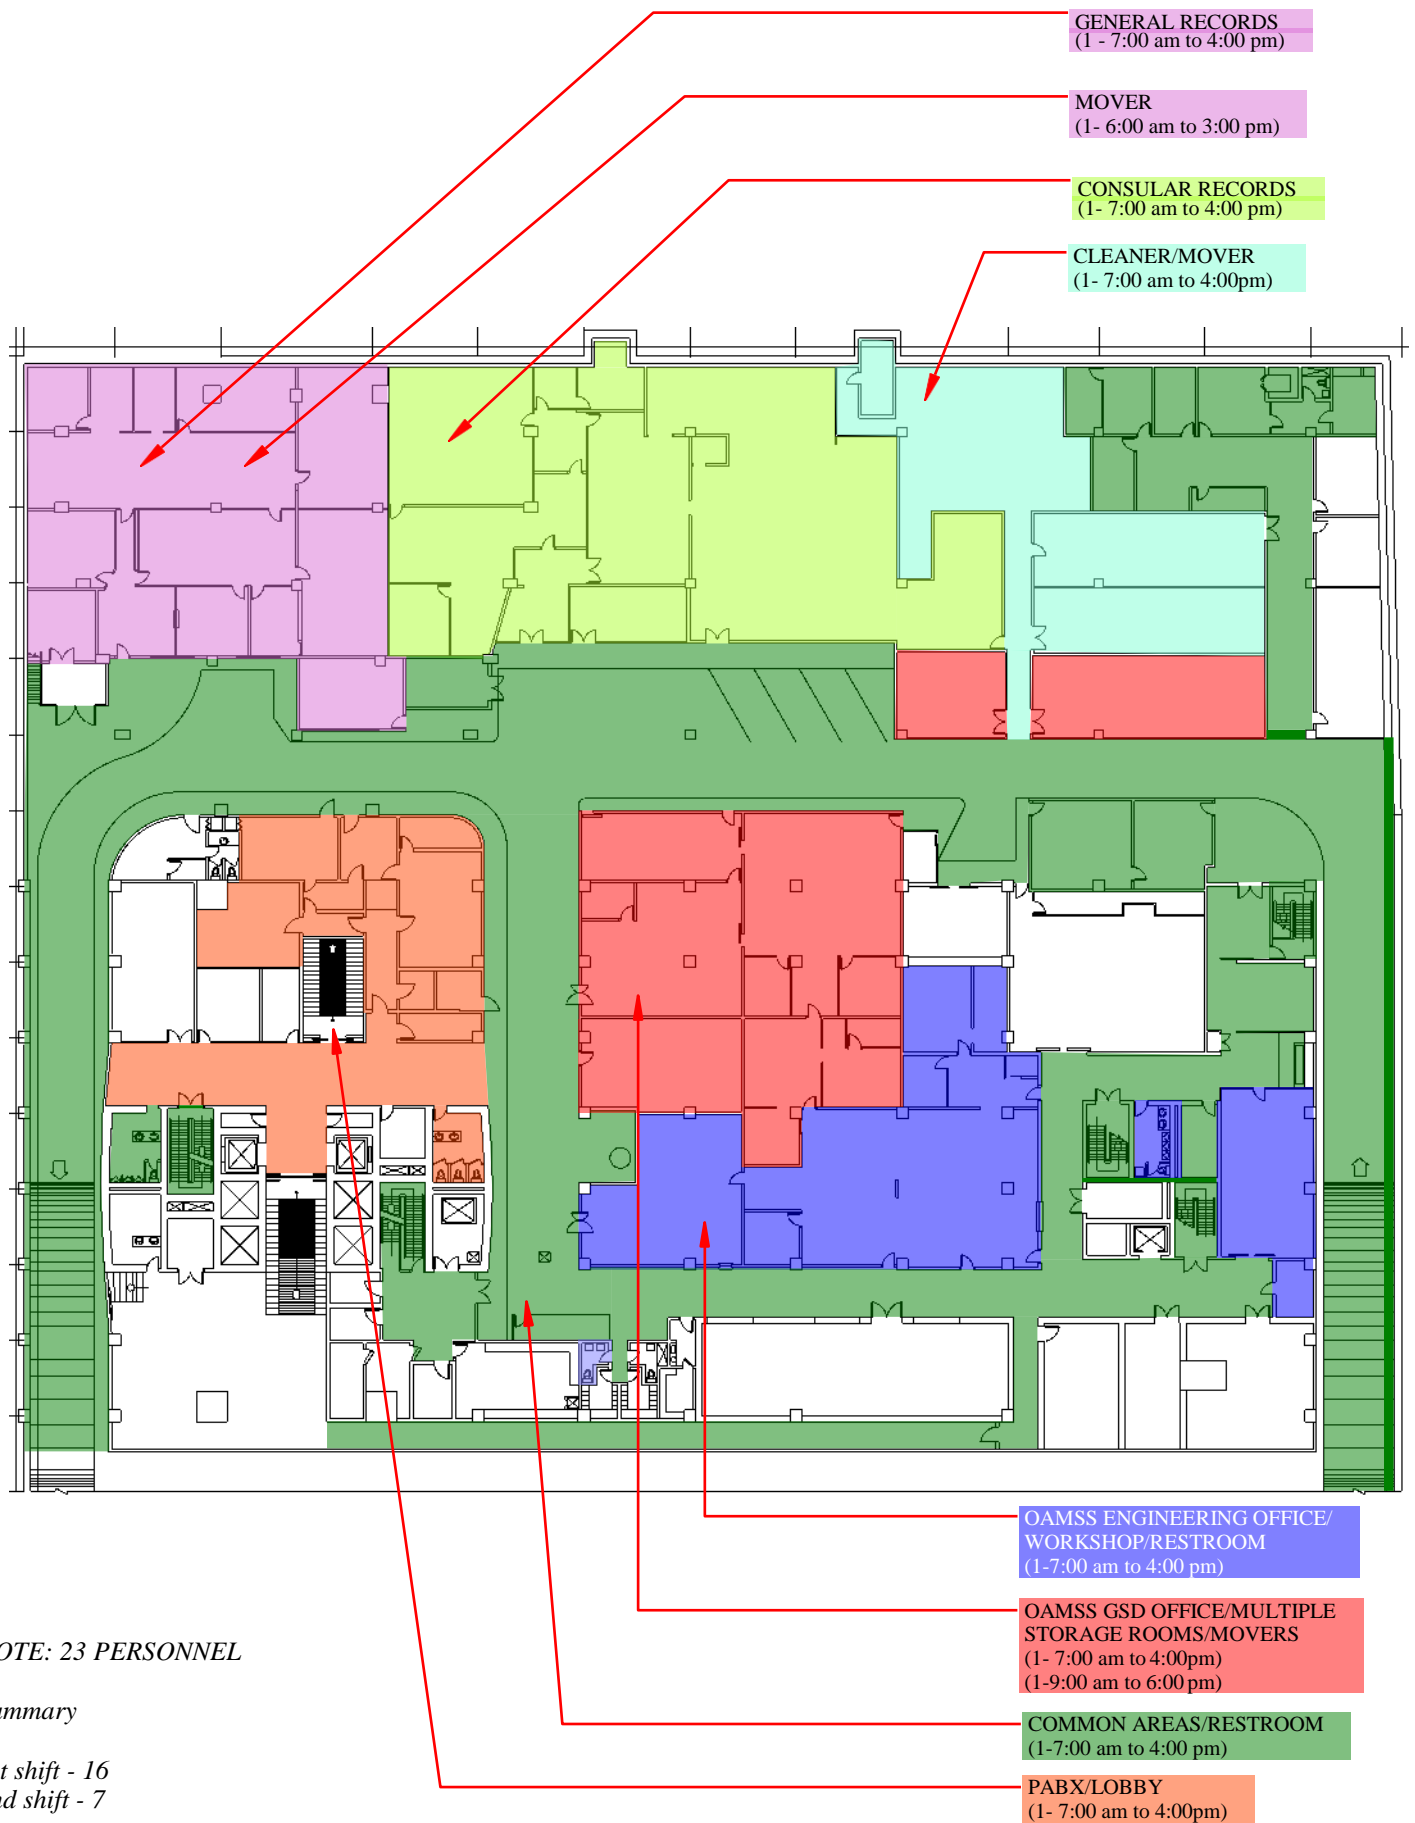 GENERAL RECORDS
(1 - 7:00 am to 4:00 pm)
MOVER
(1- 6:00 am to 3:00 pm)
CONSULAR RECORDS
(1- 7:00 am to 4:00 pm)
CLEANER/MOVER
(1- 7:00 am to 4:00pm)
OAMSS ENGINEERING OFFICE/
WORKSHOP/RESTROOM
(1-7:00 am to 4:00 pm)
OAMSS GSD OFFICE/MULTIPLE
STORAGE ROOMS/MOVERS
(1- 7:00 am to 4:00pm)
(1-9:00 am to 6:00 pm)
COMMON AREAS/RESTROOM
(1-7:00 am to 4:00 pm)
PABX/LOBBY
(1- 7:00 am to 4:00pm)
OTE: 23 PERSONNEL
mmary
t shift - 16
nd shift - 7